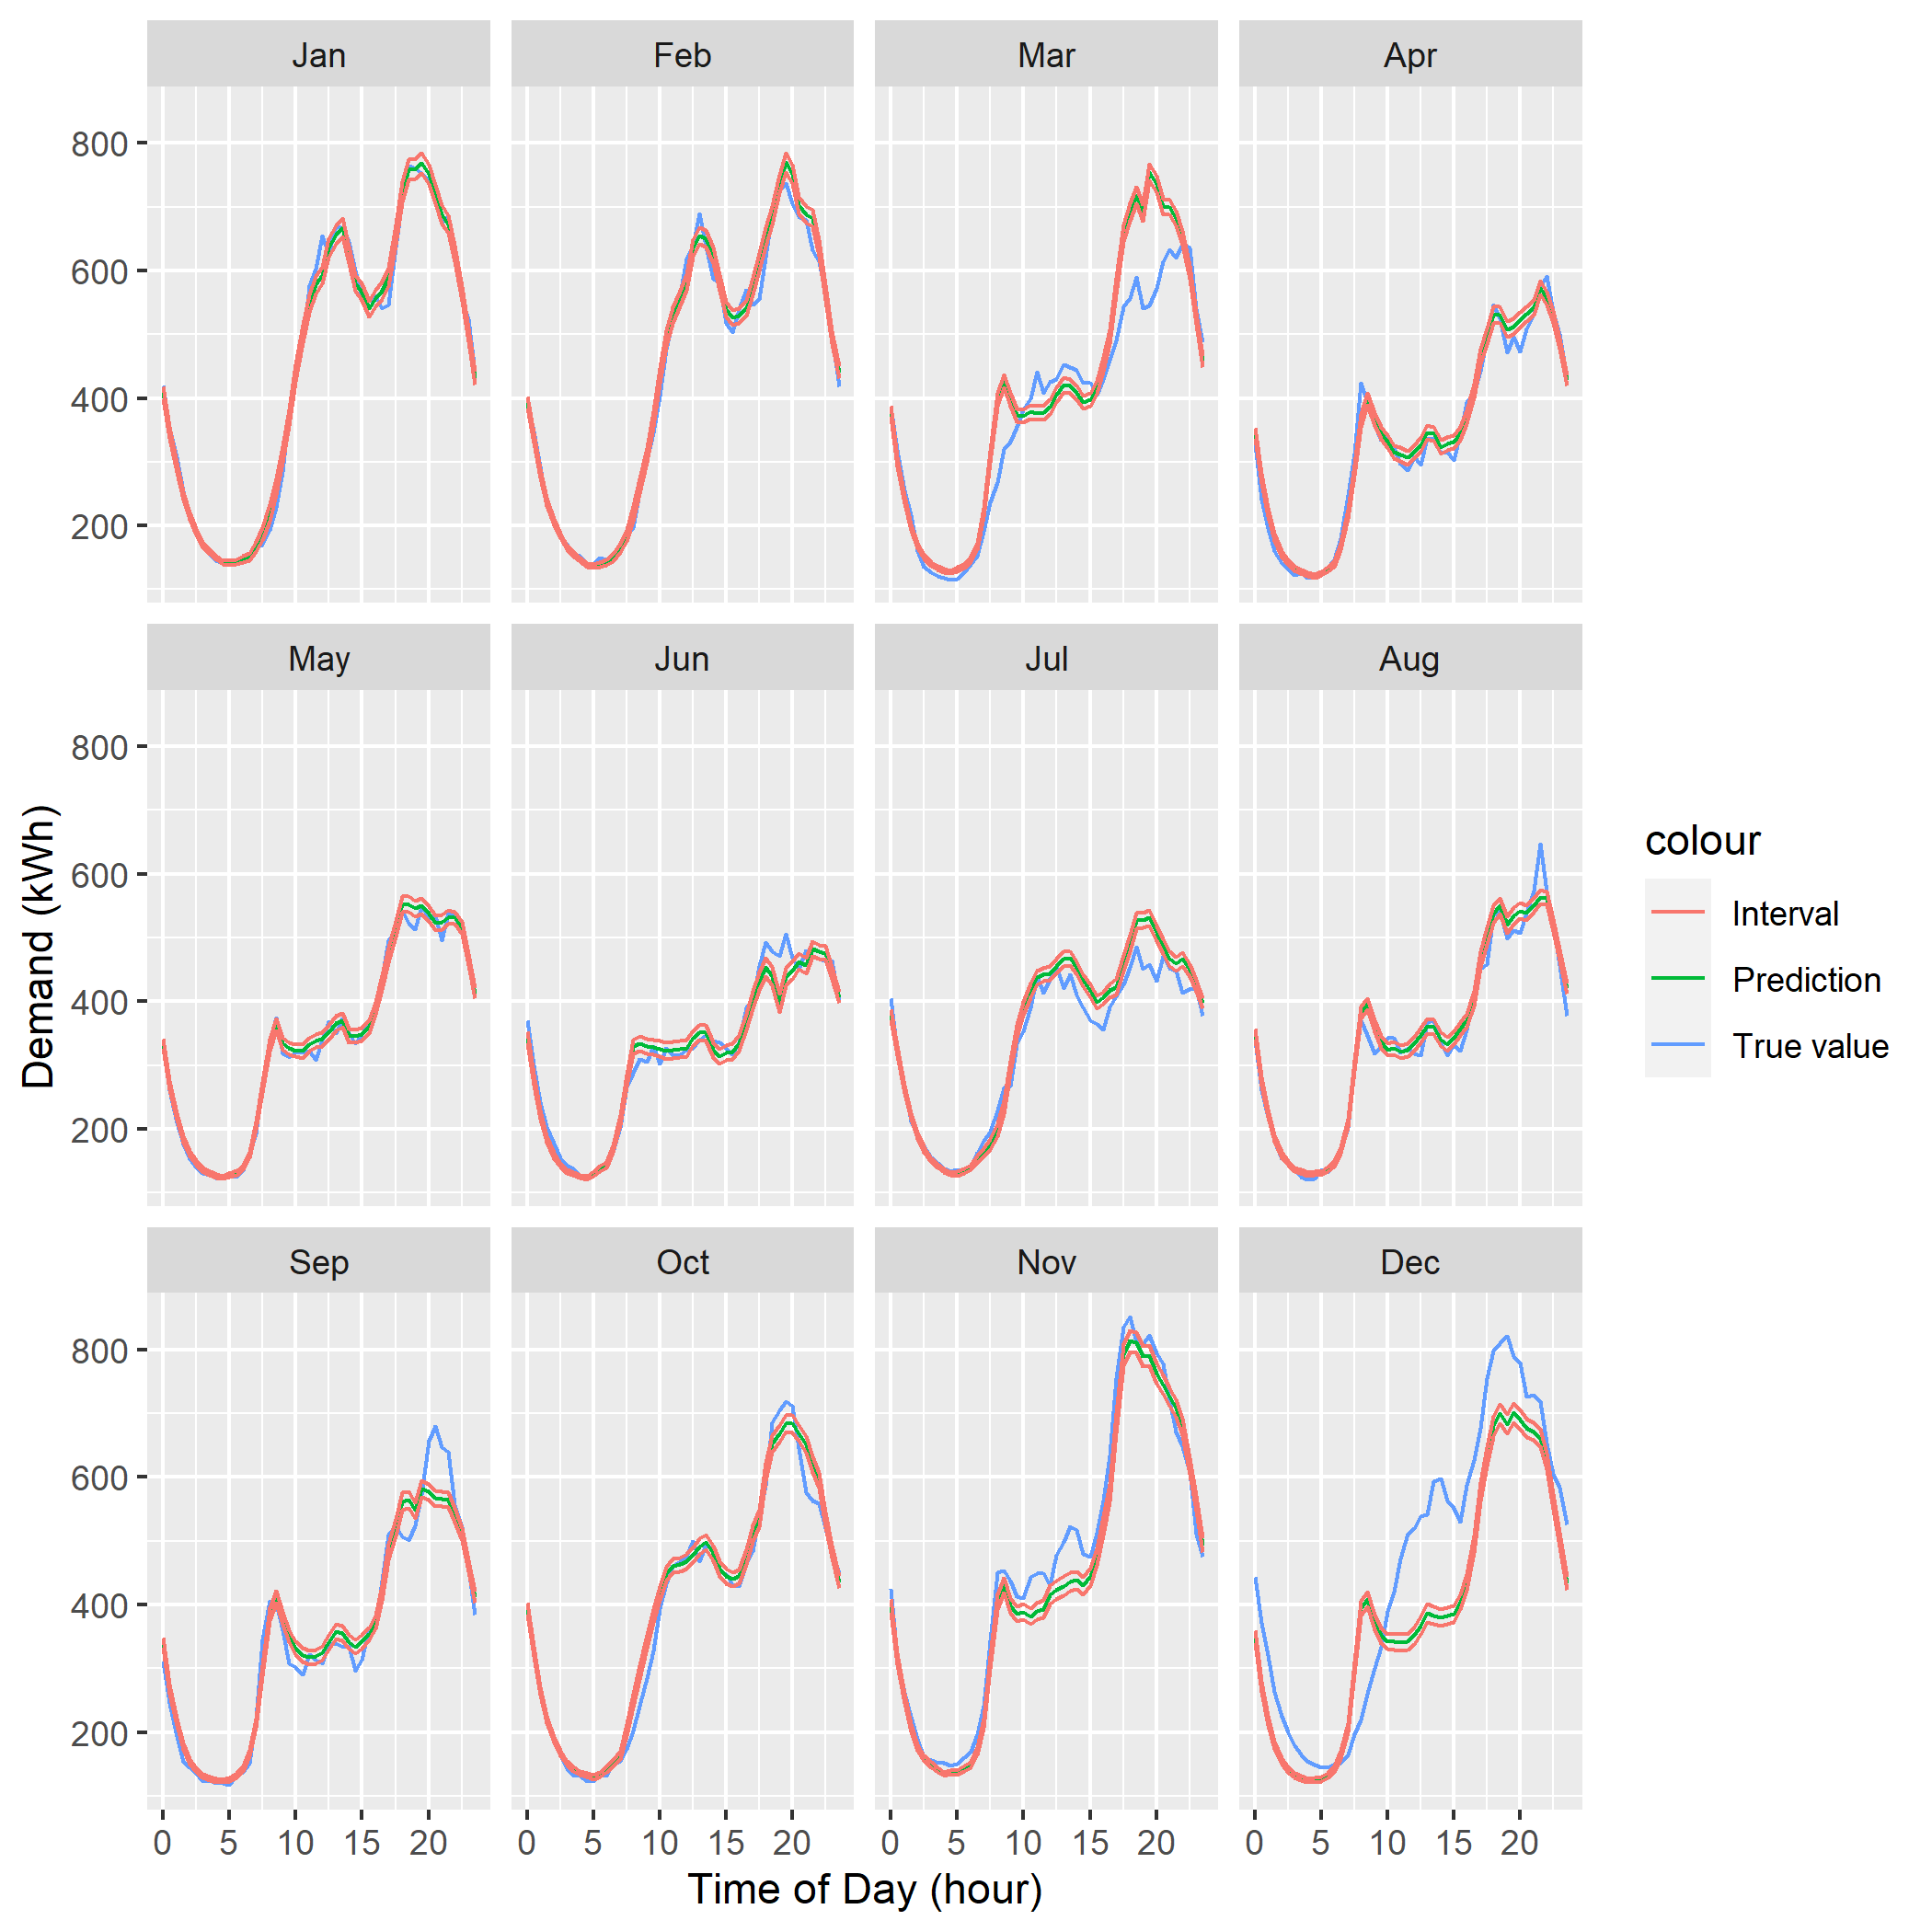 Jan Feb Mar Apr
800
600
400
200
May Jun Jul Aug
800
600
400
200
Sep Oct Nov Dec
800
600
400
200
0 5 10 15 20 0 5 10 15 20 0 5 10 15 20 0 5 10 15 20
Time of Day (hour)
Demand (kWh)
colour
Interval
Prediction
True value